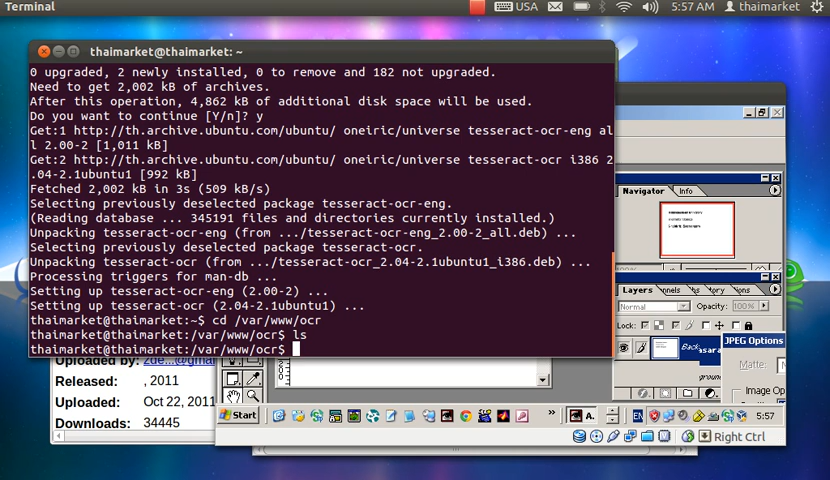 Terminal
USA
5:57 AM
thaimarket
thaimarket@thaimarket: ~
0 upgraded, 2 newly installed, 0 to remove and 182 not upgraded.
Need to get 2,002 kB of archives.
After this operation, 4,862 kB of additional disk space will be used.
Do you want to continue [Y/n]? y
Get:1 http://th.archive.ubuntu.com/ubuntu/ oneiric/universe tesseract-ocr-eng al
l 2.00-2 [1,011 kB]
Get:2 http://th.archive.ubuntu.com/ubuntu/ oneiric/universe tesseract-ocr i386 2
.04-2.1ubuntu1 [992 kB]
Fetched 2,002 kB in 3s (509 kB/s)
Selecting previously deselected package tesseract-ocr-eng.
(Reading database ... 345191 files and directories currently installed.)
Unpacking tesseract-ocr-eng (from .../tesseract-ocr-eng_2.00-2_all.deb) ...
Selecting previously deselected package tesseract-ocr.
Unpacking tesseract-ocr (from .../tesseract-ocr_2.04-2.1ubuntu1_i386.deb) ...
Processing triggers for man-db ...
Setting up tesseract-ocr-eng (2.00-2) ...
Setting up tesseract-ocr (2.04-2.1ubuntu1) ...
thaimarket@thaimarket:~$ cd /var/www/ocr
thaimarket@thaimarket:/var/www/ocr$ ls
thaimarket@thaimarket:/var/www/ocr$
Navigator Info
Layers
Normal Opacity: 100%
Lock:
JPEG Options
Matte:
Image Op
Uploaded by:
Released: , 2011
Uploaded: Oct 22, 2011
Downloads: 34445
Start
A.
EN
5:57
Right Ctrl